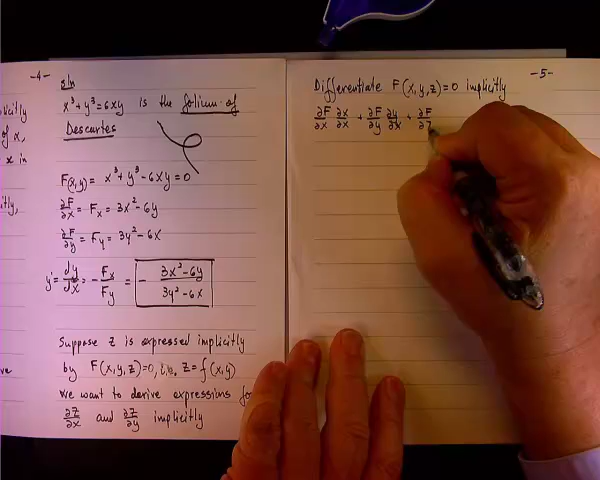 -4-
soln
x³ + y³ = 6xy is the folium of
Descartes
F(x,y) = x³ + y³ - 6xy = 0
∂F/∂x = Fx = 3x² - 6y
∂F/∂y = Fy = 3y² - 6x
y' = dy/dx = - Fx/Fy = - (3x² - 6y)/(3y² - 6x)
Suppose z is expressed implicitly
by F(x,y,z)=0, i.e. z = f(x,y)
We want to derive expressions for
∂z/∂x and ∂z/∂y implicitly
-5-
Differentiate F(x,y,z)=0 implicitly
∂F/∂x ∂x/∂x + ∂F/∂y ∂y/∂x + ∂F/∂z